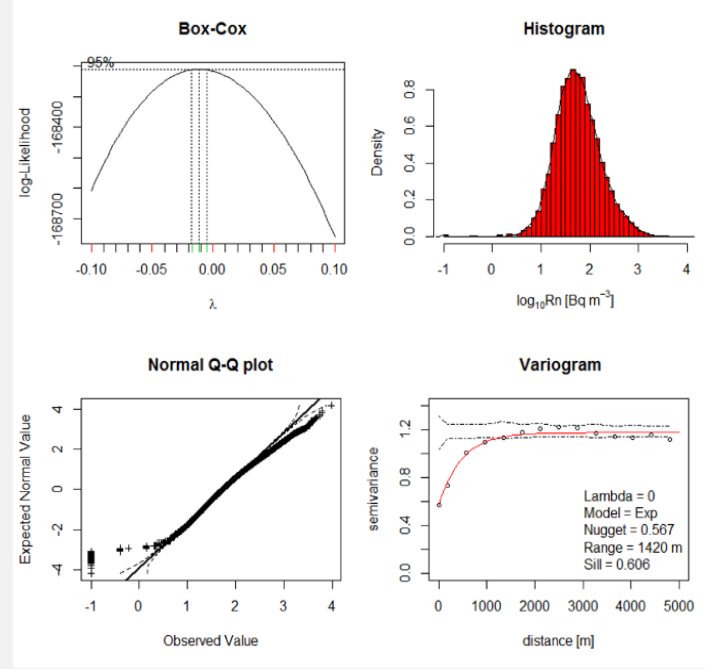 Box-Cox
95%
log-Likelihood
-168400
-168700
-0.10 -0.05 0.00 0.05 0.10
λ
Histogram
Density
0.0 0.2 0.4 0.6 0.8
-1 0 1 2 3 4
log₁₀Rn [Bq m⁻³]
Normal Q-Q plot
Expected Normal Value
-4 -2 0 2 4
-1 0 1 2 3 4
Observed Value
Variogram
semivariance
0.0 0.4 0.8 1.2
Lambda = 0
Model = Exp
Nugget = 0.567
Range = 1420 m
Sill = 0.606
0 1000 2000 3000 4000 5000
distance [m]